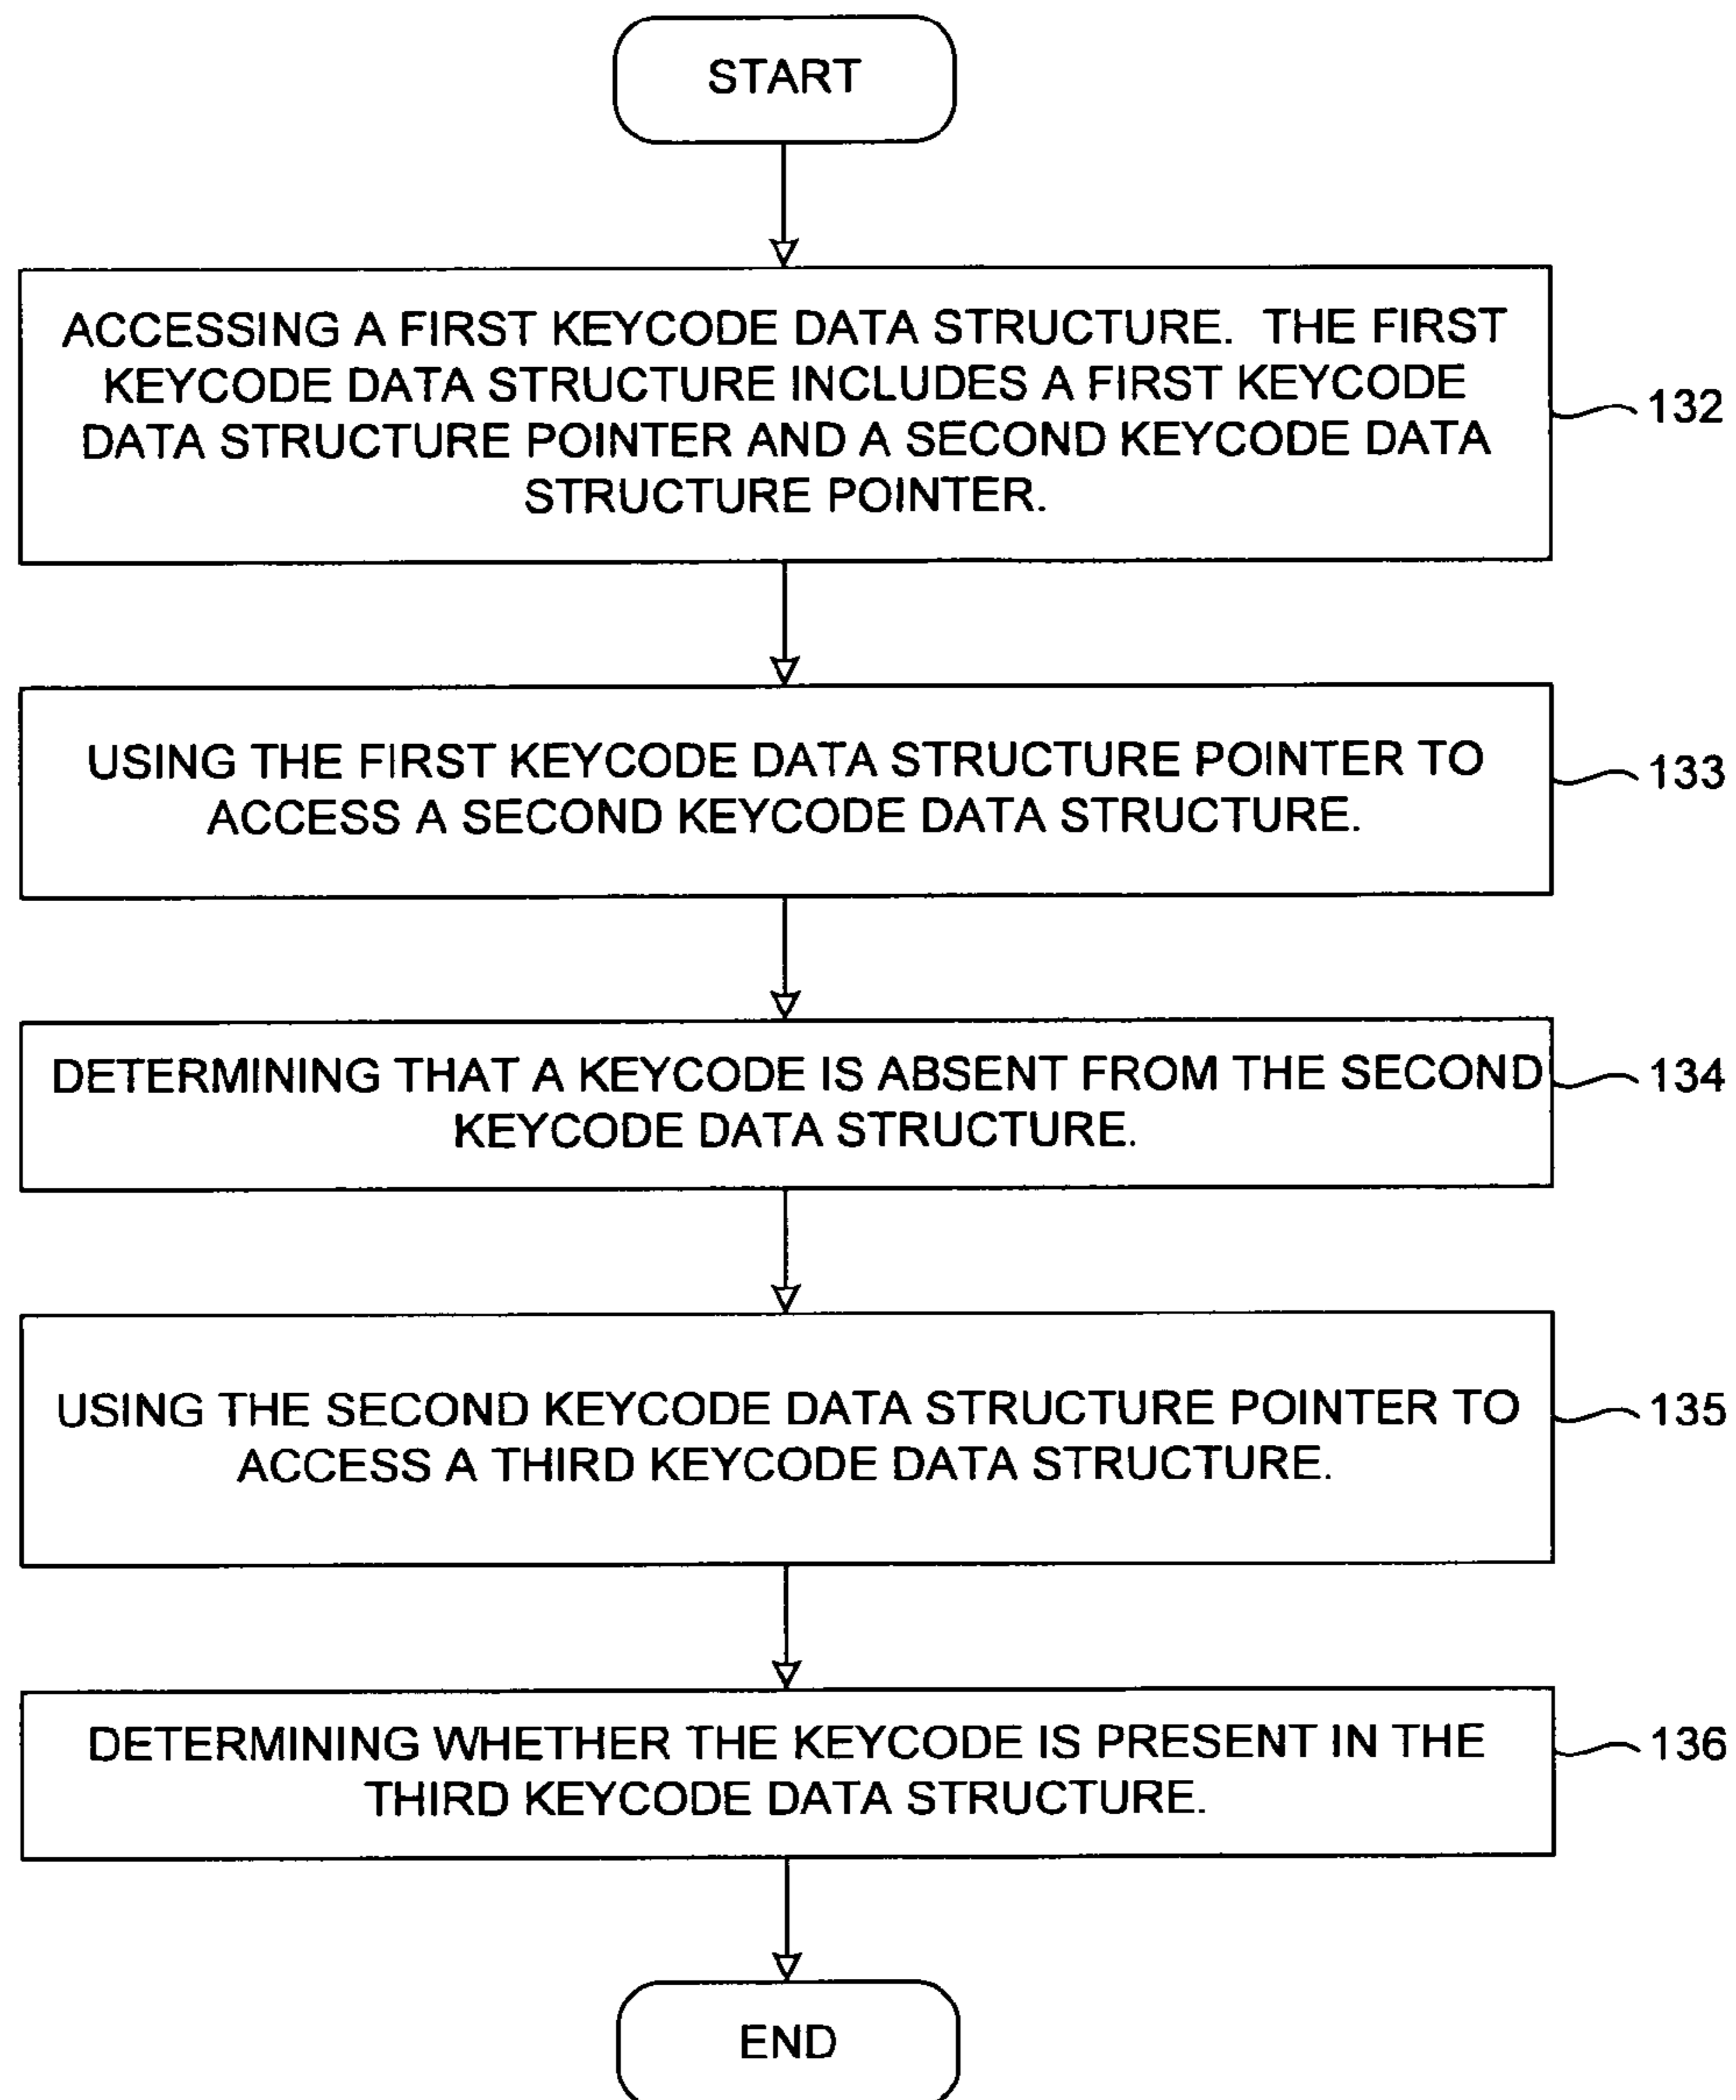 START
ACCESSING A FIRST KEYCODE DATA STRUCTURE. THE FIRST
KEYCODE DATA STRUCTURE INCLUDES A FIRST KEYCODE
DATA STRUCTURE POINTER AND A SECOND KEYCODE DATA
STRUCTURE POINTER.
132
USING THE FIRST KEYCODE DATA STRUCTURE POINTER TO
ACCESS A SECOND KEYCODE DATA STRUCTURE.
133
DETERMINING THAT A KEYCODE IS ABSENT FROM THE SECOND
KEYCODE DATA STRUCTURE.
134
USING THE SECOND KEYCODE DATA STRUCTURE POINTER TO
ACCESS A THIRD KEYCODE DATA STRUCTURE.
135
DETERMINING WHETHER THE KEYCODE IS PRESENT IN THE
THIRD KEYCODE DATA STRUCTURE.
136
END